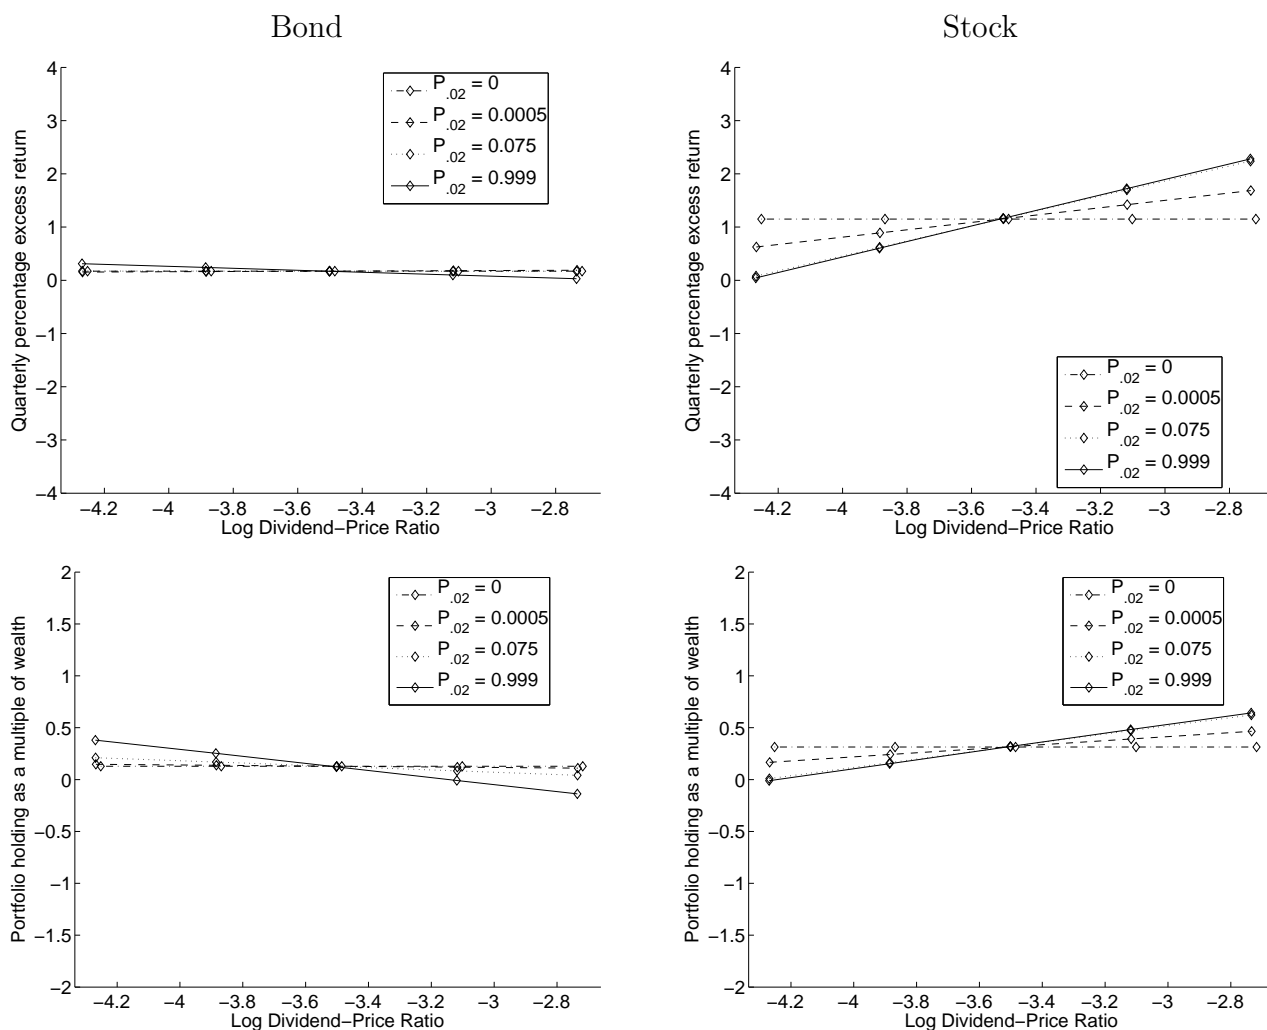 Bond
Quarterly percentage excess return
4
3
2
1
0
−1
−2
−3
−4
P.02 = 0
P.02 = 0.0005
P.02 = 0.075
P.02 = 0.999
−4.2 −4 −3.8 −3.6 −3.4 −3.2 −3 −2.8
Log Dividend−Price Ratio
Stock
Quarterly percentage excess return
4
3
2
1
0
−1
−2
−3
−4
P.02 = 0
P.02 = 0.0005
P.02 = 0.075
P.02 = 0.999
−4.2 −4 −3.8 −3.6 −3.4 −3.2 −3 −2.8
Log Dividend−Price Ratio
Portfolio holding as a multiple of wealth
2
1.5
1
0.5
0
−0.5
−1
−1.5
−2
P.02 = 0
P.02 = 0.0005
P.02 = 0.075
P.02 = 0.999
−4.2 −4 −3.8 −3.6 −3.4 −3.2 −3 −2.8
Log Dividend−Price Ratio
Portfolio holding as a multiple of wealth
2
1.5
1
0.5
0
−0.5
−1
−1.5
−2
P.02 = 0
P.02 = 0.0005
P.02 = 0.075
P.02 = 0.999
−4.2 −4 −3.8 −3.6 −3.4 −3.2 −3 −2.8
Log Dividend−Price Ratio